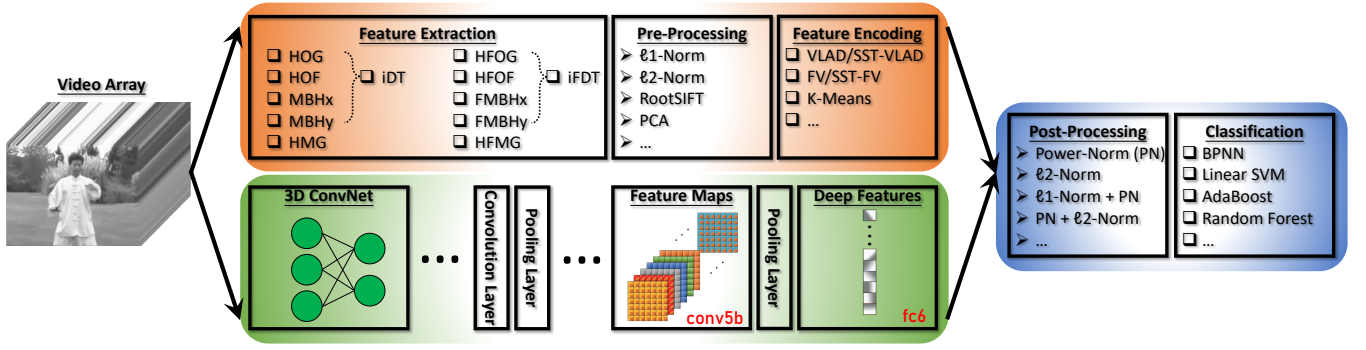 Video Array
Feature Extraction
❑ HOG
❑ HOF
❑ MBHx
❑ MBHy
❑ HMG
❑ iDT
❑ HFOG
❑ HFOF
❑ FMBHx
❑ FMBHy
❑ HFMG
❑ iFDT
Pre-Processing
➢ ℓ1-Norm
➢ ℓ2-Norm
➢ RootSIFT
➢ PCA
➢ ...
Feature Encoding
❑ VLAD/SST-VLAD
❑ FV/SST-FV
❑ K-Means
❑ ...
3D ConvNet
...
Convolution Layer
Pooling Layer
...
Feature Maps
conv5b
Pooling Layer
Deep Features
fc6
Post-Processing
➢ Power-Norm (PN)
➢ ℓ2-Norm
➢ ℓ1-Norm + PN
➢ PN + ℓ2-Norm
➢ ...
Classification
❑ BPNN
❑ Linear SVM
❑ AdaBoost
❑ Random Forest
❑ ...